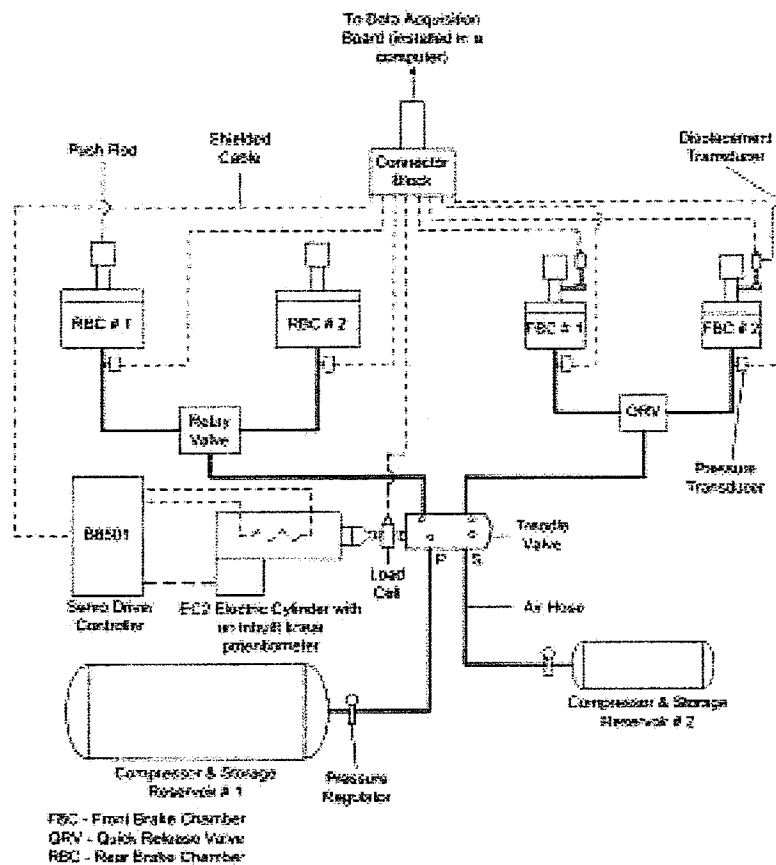 To Data Acquisition
Board (installed in a
computer)
Push Rod
Shielded
Cable
Connector
Block
Displacement
Transducer
RBC # 1
RBC # 2
FBC # 1
FBC # 2
Relay
Valve
QRV
Pressure
Transducer
B8501
Servo Drive
Controller
EC2 Electric Cylinder with
an inbuilt linear
potentiometer
Load
Cell
P
S
Treadle
Valve
Air Hose
Compressor & Storage
Reservoir # 1
Pressure
Regulator
Compressor & Storage
Reservoir # 2
FBC - Front Brake Chamber
QRV - Quick Release Valve
RBC - Rear Brake Chamber